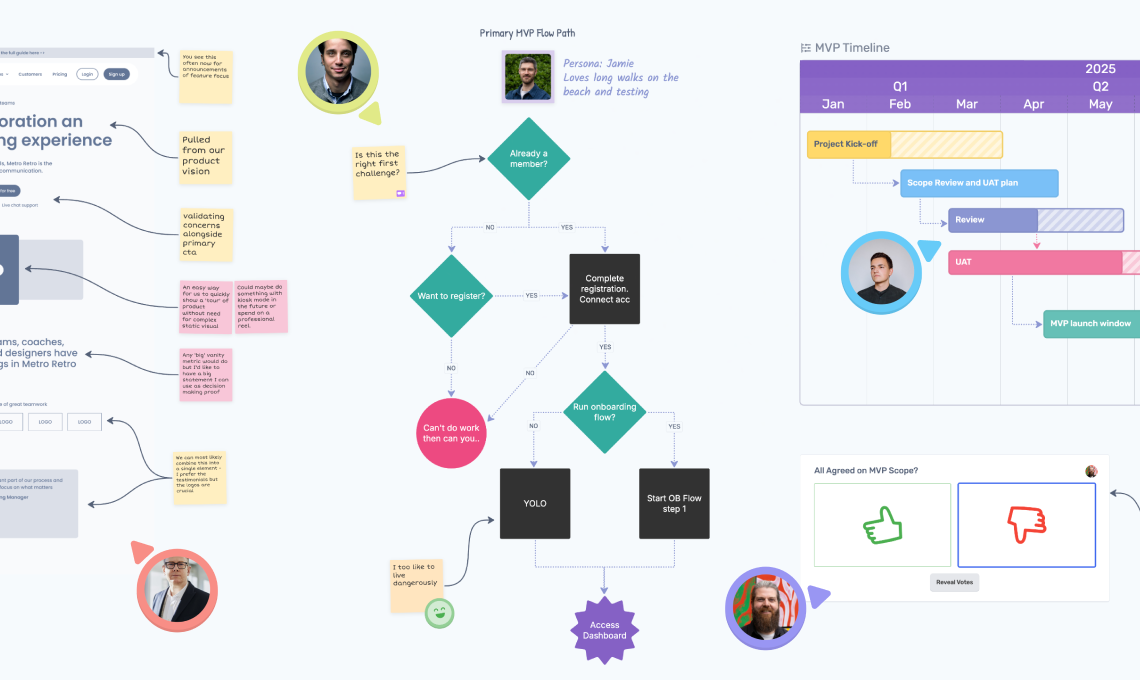 the full guide here
Customers
Pricing
Login
Sign up
You see this
often now for
announcements
of feature focus
teams
oration an
ng experience
Pulled
from our
product
vision
ts, Metro Retro is the
communication.
for free
Live chat support
validating
concerns
alongside
primary
cta
An easy way
for us to quickly
show a 'tour' of
product
without need
for complex
static visual
Could maybe do
something with
kiosk mode in
the future or
spend on a
professional
reel.
ams, coaches,
d designers have
gs in Metro Retro
Any 'big' vanity
metric would do
but I'd like to
have a big
statement I can
use as decision
making proof
e of great teamwork
LOGO
LOGO
LOGO
We can most likely
combine this into
a single element -
I prefer the
testimonials but
the logos are
crucial
ant part of our process and
focus on what matters
ng Manager
Primary MVP Flow Path
Persona: Jamie
Loves long walks on the
beach and testing
Is this the
right first
challenge?
Already a
member?
NO
YES
Want to register?
YES
Complete
registration.
Connect acc
NO
NO
YES
Can't do work
then can you..
Run onboarding
flow?
NO
YES
YOLO
Start OB Flow
step 1
I too like to
live
dangerously
Access
Dashboard
MVP Timeline
2025
Q1
Q2
Jan
Feb
Mar
Apr
May
Project Kick-off
Scope Review and UAT plan
Review
UAT
MVP launch window
All Agreed on MVP Scope?
Reveal Votes